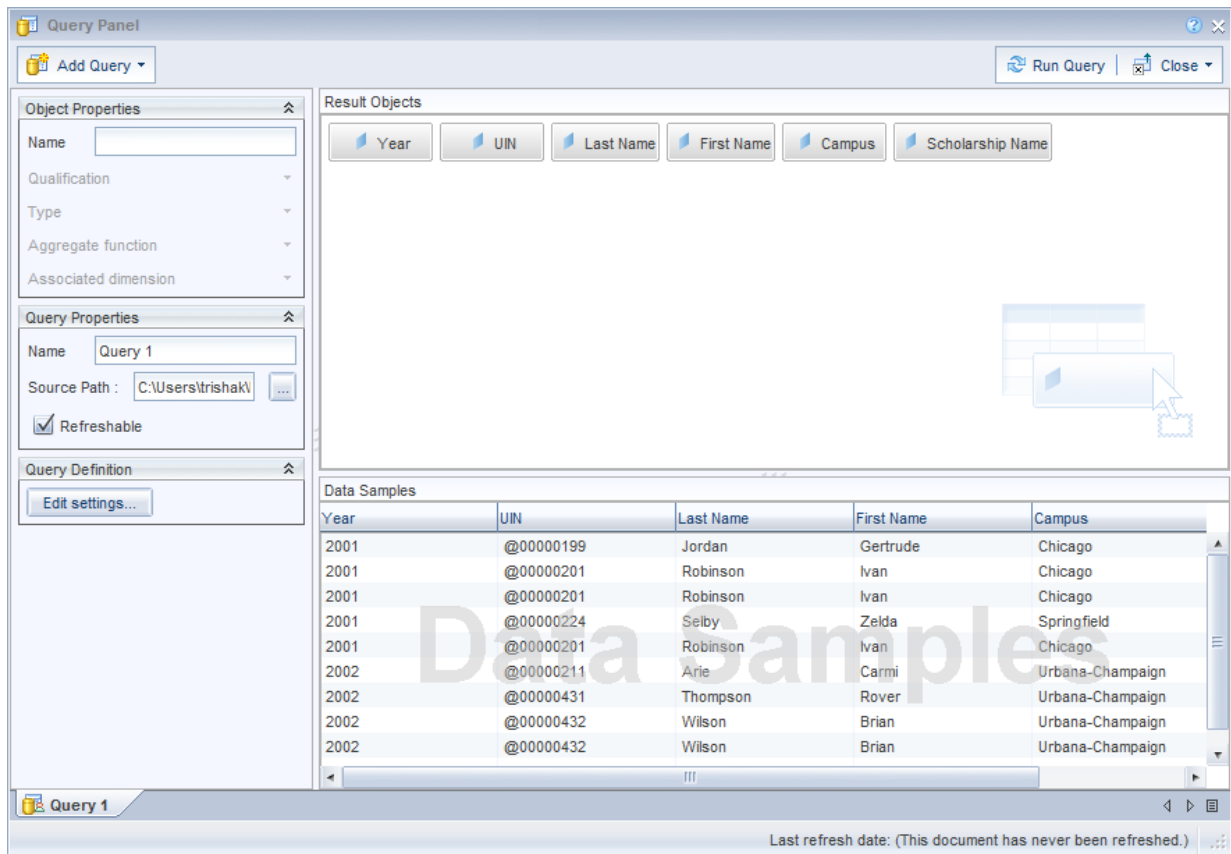 Query Panel
Add Query
Run Query
Close
Object Properties
Name
Qualification
Type
Aggregate function
Associated dimension
Query Properties
Name Query 1
Source Path : C:\Users\trishak\
...
Refreshable
Query Definition
Edit settings...
Result Objects
Year UIN Last Name First Name Campus Scholarship Name
Data Samples
Year UIN Last Name First Name Campus
2001 @00000199 Jordan Gertrude Chicago
2001 @00000201 Robinson Ivan Chicago
2001 @00000201 Robinson Ivan Chicago
2001 @00000224 Selby Zelda Springfield
2001 @00000201 Robinson Ivan Chicago
2002 @00000211 Arie Carmi Urbana-Champaign
2002 @00000431 Thompson Rover Urbana-Champaign
2002 @00000432 Wilson Brian Urbana-Champaign
2002 @00000432 Wilson Brian Urbana-Champaign
Data Samples
Query 1
Last refresh date: (This document has never been refreshed.)